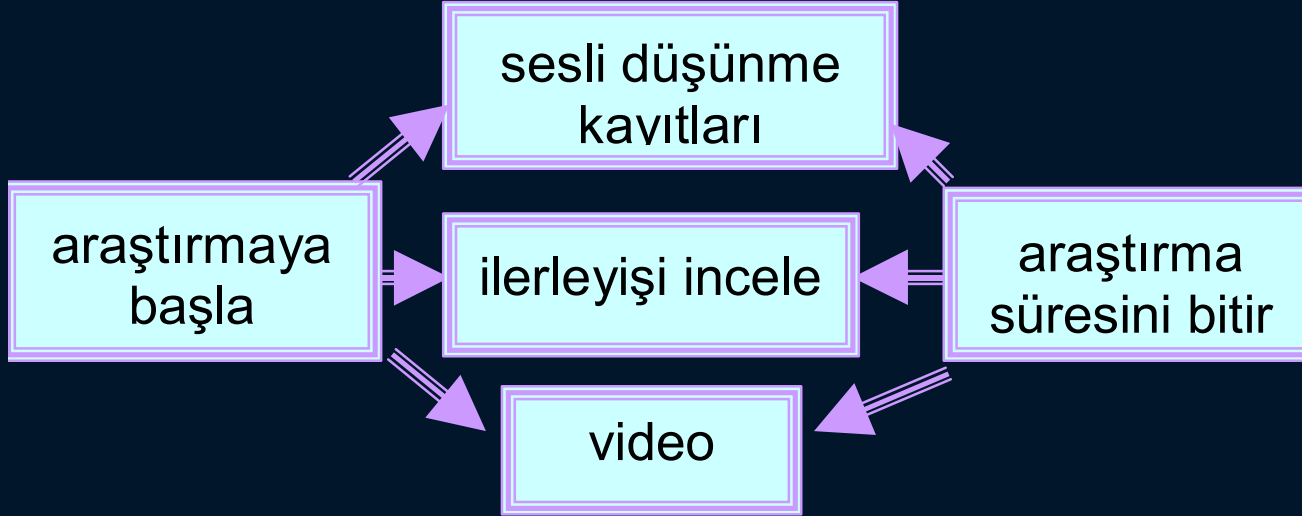 sesli düşünme
kayıtları
araştırmaya
başla
ilerleyişi incele
araştırma
süresini bitir
video